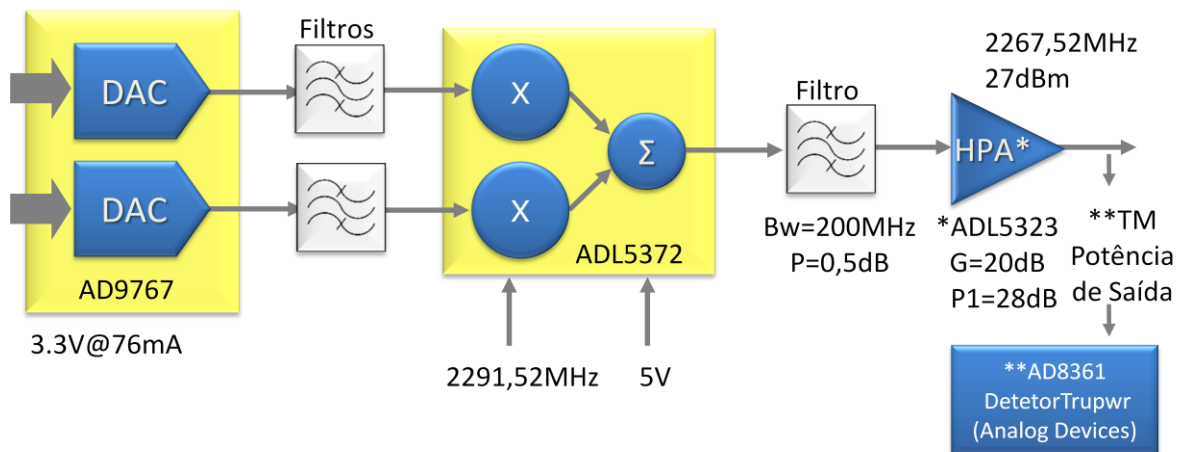 Filtros
DAC
DAC
AD9767
3.3V@76mA
X
X
Σ
ADL5372
2291,52MHz
5V
Filtro
Bw=200MHz
P=0,5dB
2267,52MHz
27dBm
HPA*
*ADL5323
G=20dB
P1=28dB
**TM
Potência
de Saída
**AD8361
DetetorTrupwr
(Analog Devices)